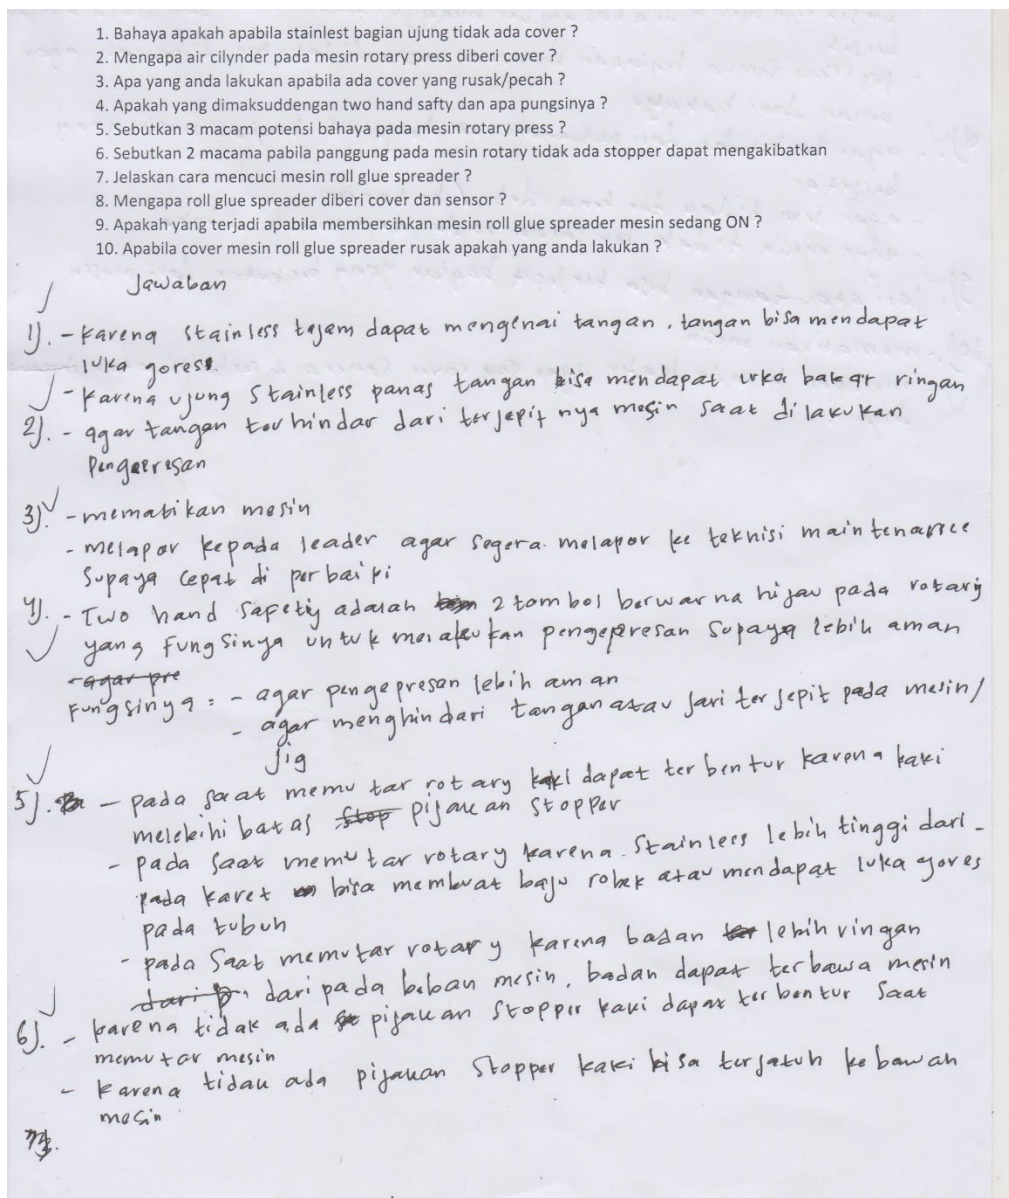 1. Bahaya apakah apabila stainlest bagian ujung tidak ada cover ?
2. Mengapa air cilynder pada mesin rotary press diberi cover ?
3. Apa yang anda lakukan apabila ada cover yang rusak/pecah ?
4. Apakah yang dimaksuddengan two hand safty dan apa pungsinya ?
5. Sebutkan 3 macam potensi bahaya pada mesin rotary press ?
6. Sebutkan 2 macama pabila panggung pada mesin rotary tidak ada stopper dapat mengakibatkan
7. Jelaskan cara mencuci mesin roll glue spreader ?
8. Mengapa roll glue spreader diberi cover dan sensor ?
9. Apakah yang terjadi apabila membersihkan mesin roll glue spreader mesin sedang ON ?
10. Apabila cover mesin roll glue spreader rusak apakah yang anda lakukan ?
Jawaban
1). - karena stainless tajam dapat mengenai tangan. tangan bisa mendapat
luka gores.
- karena ujung stainless panas tangan bisa mendapat luka bakar ringan
2). - agar tangan terhindar dari terjepit nya mesin saat di lakukan
pengepresan
3). - mematikan mesin
- melapor kepada leader agar segera melapor ke teknisi maintenance
supaya cepat di perbaiki
4). - Two hand safety adalah 2 tombol berwarna hijau pada rotary
yang fungsinya untuk melakukan pengepresan supaya lebih aman
- agar pre
Fungsinya : - agar pengepresan lebih aman
- agar menghindari tangan atau jari terjepit pada mesin/
jig
5). - pada saat memutar rotary kaki dapat terbentur karena kaki
melebihi batas stop pijakan stopper
- pada saat memutar rotary karena stainless lebih tinggi dari-
pada karet bisa membuat baju robek atau mendapat luka gores
pada tubuh
- pada saat memutar rotary karena badan lebih ringan
dari p. daripada beban mesin, badan dapat terbawa mesin
6). - karena tidak ada pijakan stopper kaki dapat terbentur saat
memutar mesin
- karena tidak ada pijakan stopper kaki bisa terjatuh ke bawah
mesin